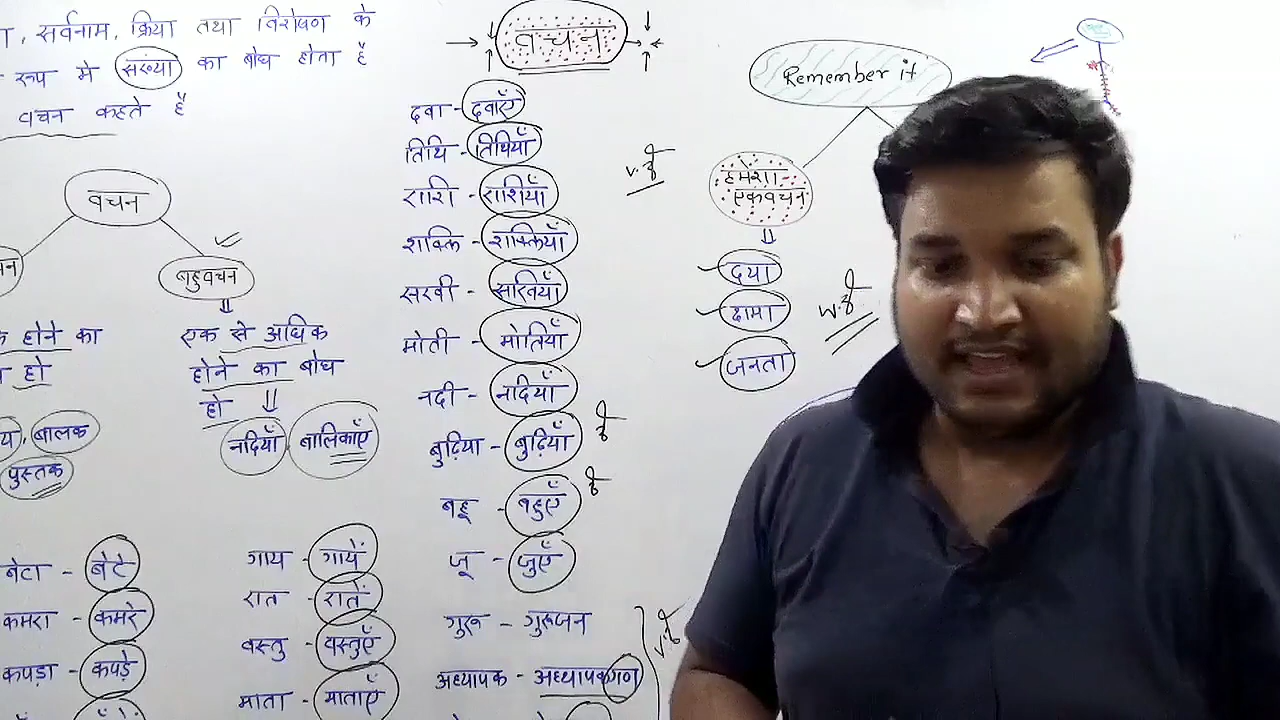 वचन
सर्वनाम, क्रिया तथा विशेषण के
रूप मे संख्या का बोध होता है
वचन कहते है
वचन
बहुवचन
होने का
हो
बालक
पुस्तक
एक से अधिक
होने का बोध
हो
नदियाँ, बालिकाएँ
बेटा - बेटे
कमरा - कमरे
कपड़ा - कपड़े
गाय - गायें
रात - रातें
वस्तु - वस्तुएँ
माता - माताएँ
दवा - दवाएँ
तिथि - तिथियाँ
राशि - राशियाँ
शक्ति - शक्तियाँ
सखी - सखियाँ
मोती - मोतियाँ
नदी - नदियाँ
बुढ़िया - बुढ़ियाँ
बहू - बहुएँ
जू - जुएँ
गुरू - गुरूजन
अध्यापक - अध्यापकगण
Remember it
हमेशा-
एकवचन
दया
जनता